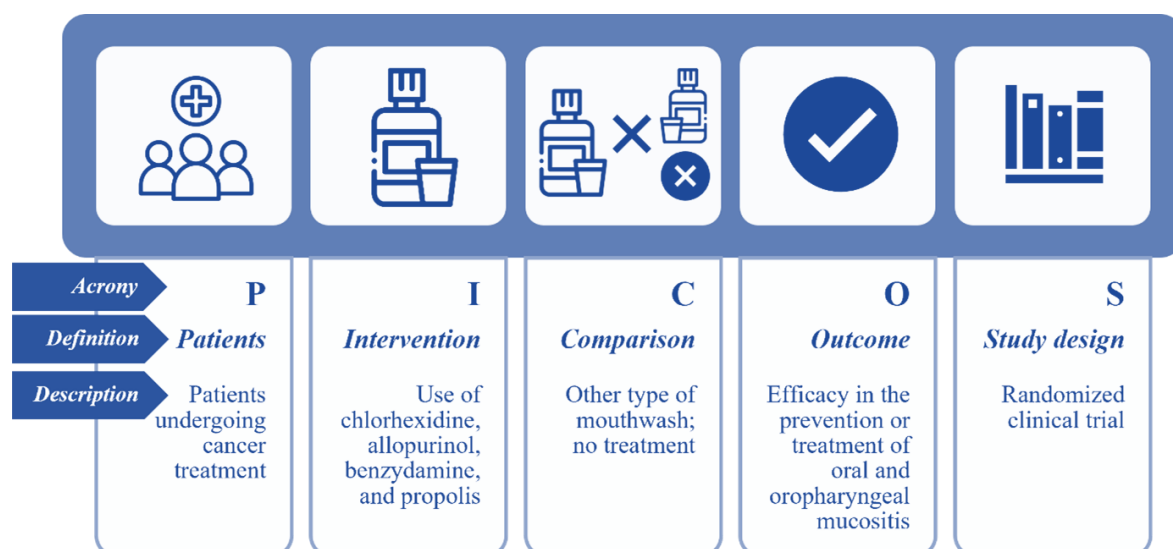 Acrony
P
I
C
O
S
Definition
Patients
Intervention
Comparison
Outcome
Study design
Description
Patients
undergoing
cancer
treatment
Use of
chlorhexidine,
allopurinol,
benzydamine,
and propolis
Other type of
mouthwash;
no treatment
Efficacy in the
prevention or
treatment of
oral and
oropharyngeal
mucositis
Randomized
clinical trial